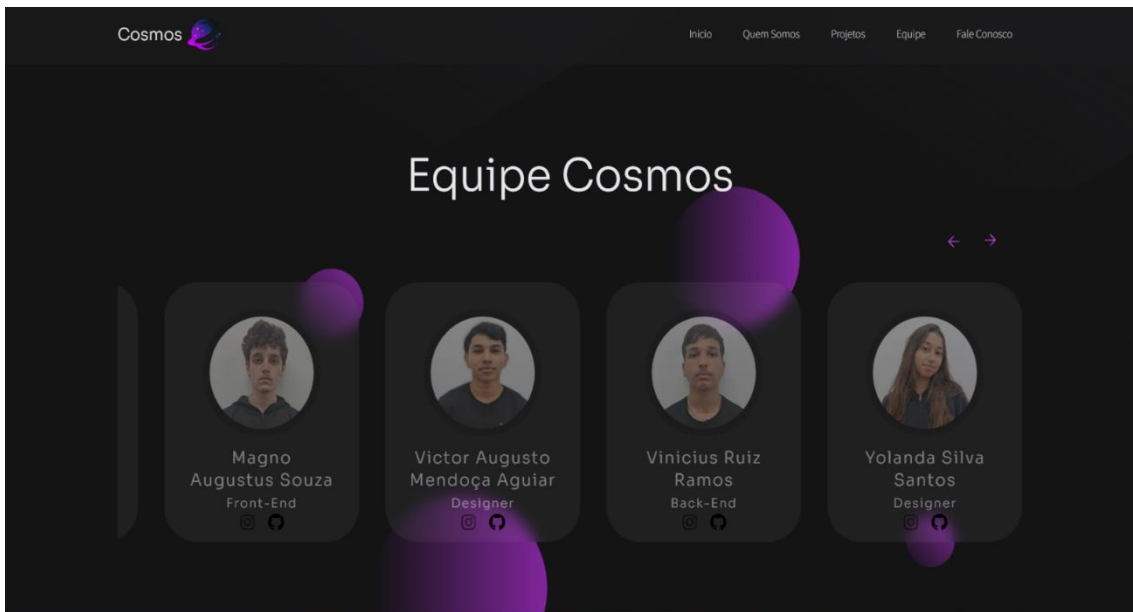 Cosmos
Inicio Quem Somos Projetos Equipe Fale Conosco
Equipe Cosmos
Magno
Augustus Souza
Front-End
Victor Augusto
Mendoça Aguiar
Designer
Vinicius Ruiz
Ramos
Back-End
Yolanda Silva
Santos
Designer